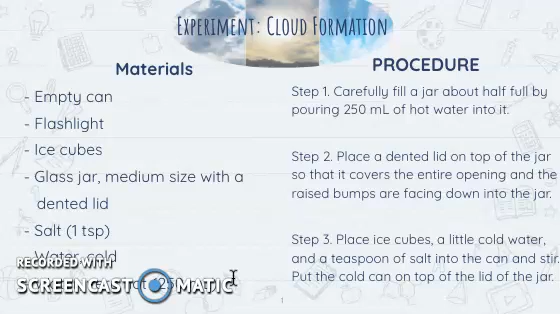 EXPERIMENT: CLOUD FORMATION
Materials
- Empty can
- Flashlight
- Ice cubes
- Glass jar, medium size with a
dented lid
- Salt (1 tsp)
- Water, cold
RECORDED WITH
SCREENCAST MATIC
PROCEDURE
Step 1. Carefully fill a jar about half full by
pouring 250 mL of hot water into it.
Step 2. Place a dented lid on top of the jar
so that it covers the entire opening and the
raised bumps are facing down into the jar.
Step 3. Place ice cubes, a little cold water,
and a teaspoon of salt into the can and stir.
Put the cold can on top of the lid of the jar.